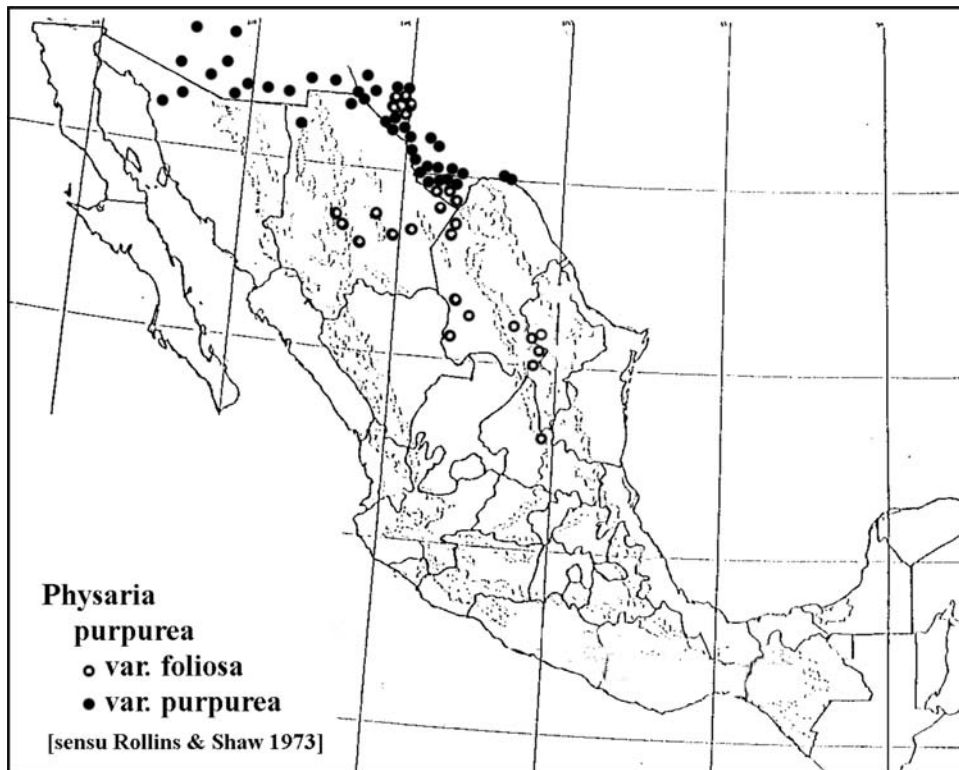 Physaria
purpurea
var. foliosa
var. purpurea
[sensu Rollins & Shaw 1973]